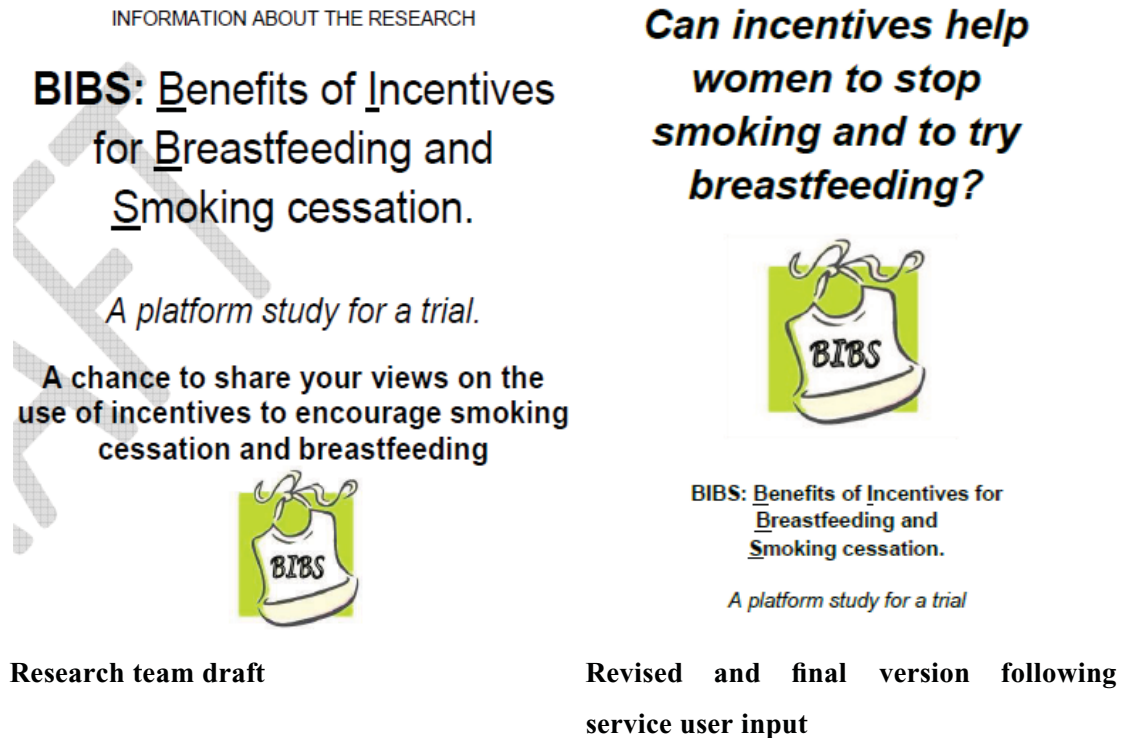 INFORMATION ABOUT THE RESEARCH
BIBS: Benefits of Incentives
for Breastfeeding and
Smoking cessation.
A platform study for a trial.
A chance to share your views on the
use of incentives to encourage smoking
cessation and breastfeeding
BIBS
Research team draft
Can incentives help
women to stop
smoking and to try
breastfeeding?
BIBS
BIBS: Benefits of Incentives for
Breastfeeding and
Smoking cessation.
A platform study for a trial
Revised and final version following
service user input